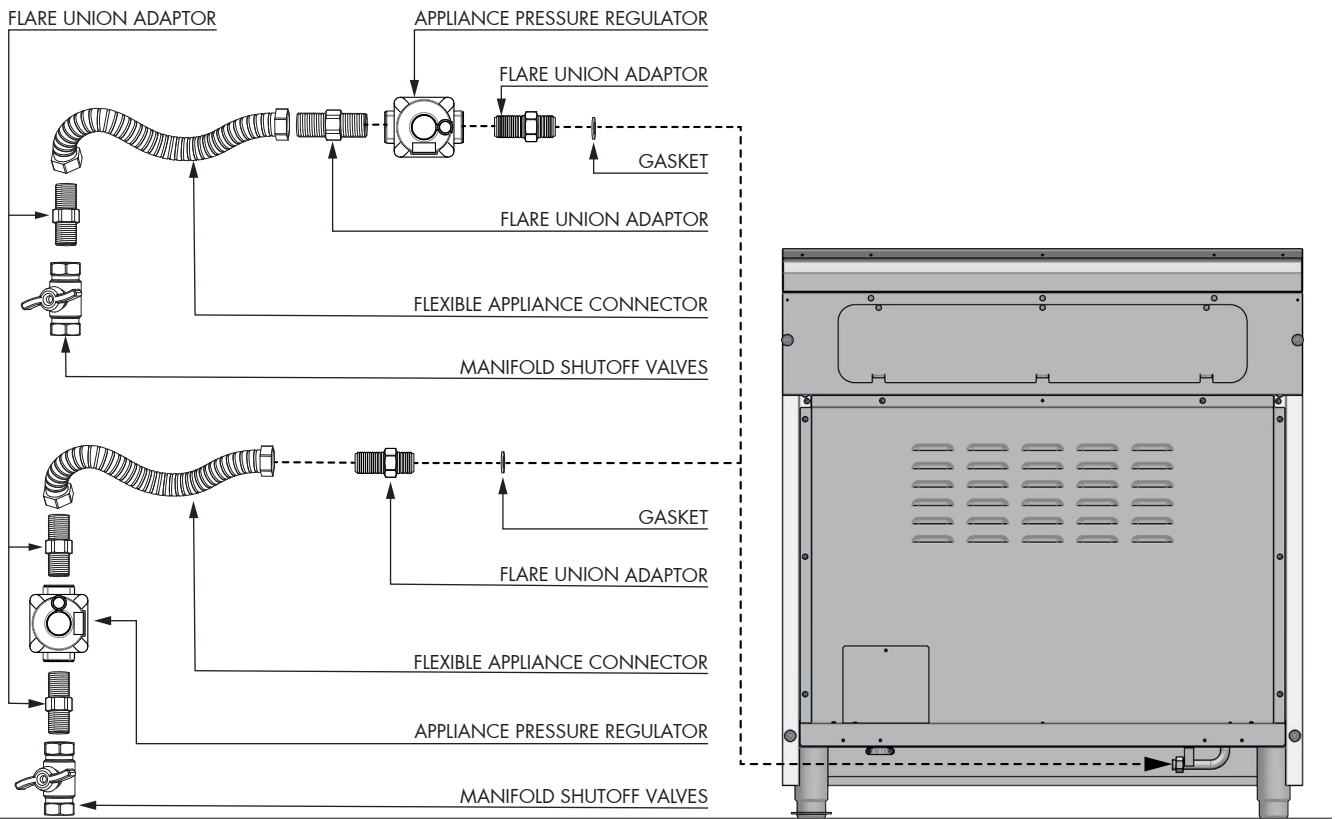 FLARE UNION ADAPTOR
APPLIANCE PRESSURE REGULATOR
FLARE UNION ADAPTOR
GASKET
FLARE UNION ADAPTOR
FLEXIBLE APPLIANCE CONNECTOR
MANIFOLD SHUTOFF VALVES
GASKET
FLARE UNION ADAPTOR
FLEXIBLE APPLIANCE CONNECTOR
APPLIANCE PRESSURE REGULATOR
MANIFOLD SHUTOFF VALVES